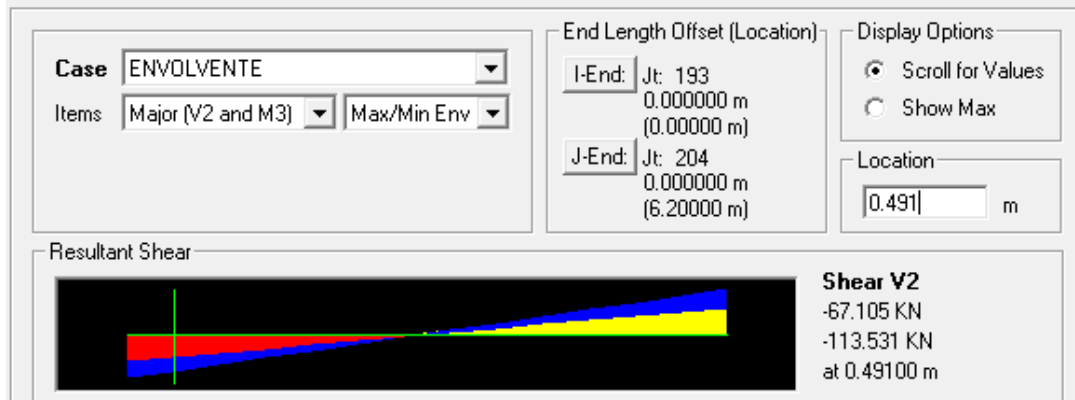 Case ENVOLVENTE
Items Major (V2 and M3) Max/Min Env
End Length Offset (Location)
I-End: Jt: 193
0.000000 m
(0.00000 m)
J-End: Jt: 204
0.000000 m
(6.20000 m)
Display Options
Scroll for Values
Show Max
Location
0.491 m
Resultant Shear
Shear V2
-67.105 KN
-113.531 KN
at 0.49100 m